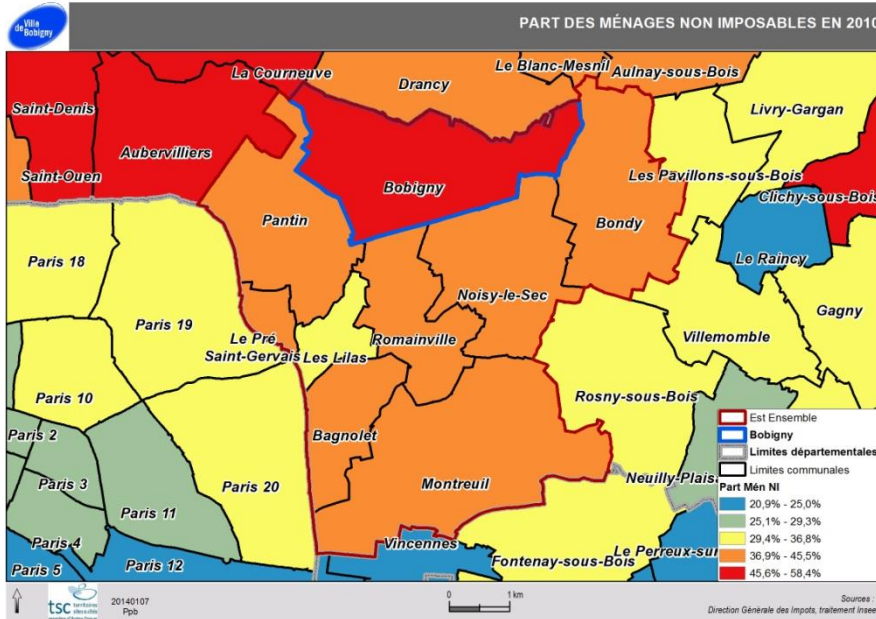 Ville
de Bobigny
PART DES MÉNAGES NON IMPOSABLES EN 2010
La Courneuve
Drancy
Le Blanc-Mesnil
Aulnay-sous-Bois
Saint-Denis
Livry-Gargan
Aubervilliers
Saint-Ouen
Bobigny
Les Pavillons-sous-Bois
Clichy-sous-Bois
Pantin
Bondy
Paris 18
Le Raincy
Noisy-le-Sec
Paris 19
Gagny
Le Pré
Saint-Gervais
Les Lilas
Romainville
Villemomble
Paris 10
Rosny-sous-Bois
Paris 2
Bagnolet
Paris 3
Paris 20
Montreuil
Neuilly-Plais
Paris 11
Paris 4
Vincennes
Paris 5
Paris 12
Fontenay-sous-Bois
Le Perreux-sur
Est Ensemble
Bobigny
Limites départementales
Limites communales
Part Mén NI
20,9% - 25,0%
25,1% - 29,3%
29,4% - 36,8%
36,9% - 45,5%
45,6% - 58,4%
tsc
territoires
20140107
Ppb
0 1 km
Sources :
Direction Générale des Impots, traitement Insee